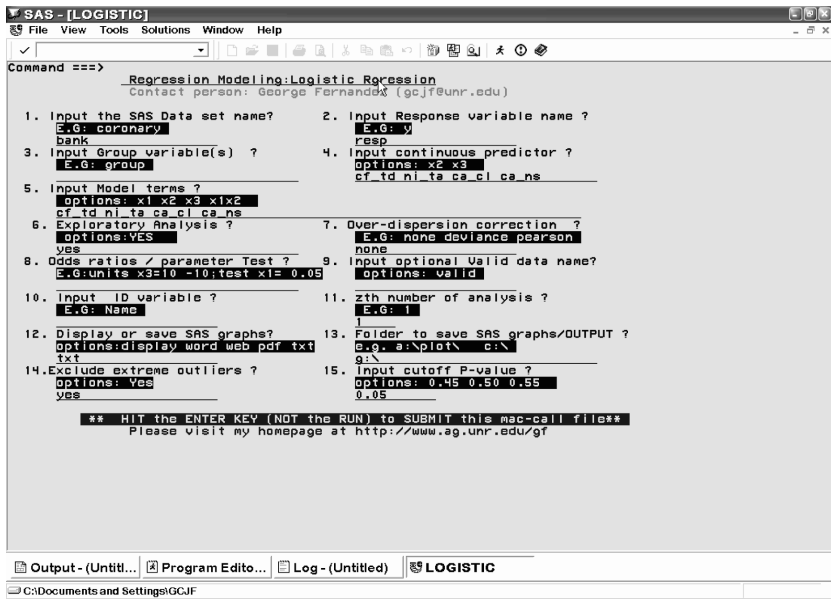 SAS - [LOGISTIC]
File View Tools Solutions Window Help
Command ===>
Regression Modeling:Logistic Rgression
Contact person: George Fernandez (gcjf@unr.edu)
1. Input the SAS Data set name? 2. Input Response variable name ?
E.G: coronary E.G: y
bank resp
3. Input Group variable(s) ? 4. Input continuous predictor ?
E.G: group options: x2 x3
cf_td ni_ta ca_cl ca_ns
5. Input Model terms ?
options: x1 x2 x3 x1x2
cf_td ni_ta ca_cl ca_ns
6. Exploratory Analysis ? 7. Over-dispersion correction ?
options:YES E.G: none deviance pearson
yes none
8. Odds ratios / parameter Test ? 9. Input optional Valid data name?
E.G:units x3=10 -10;test x1= 0.05 options: valid
10. Input ID variable ? 11. zth number of analysis ?
E.G: Name E.G: 1
1
12. Display or save SAS graphs? 13. Folder to save SAS graphs/OUTPUT ?
options:display word web pdf txt e.g. a:\plot\ c:\
txt g:\
14.Exclude extreme outliers ? 15. Input cutoff P-value ?
options: Yes options: 0.45 0.50 0.55
yes 0.05
** HIT the ENTER KEY (NOT the RUN) to SUBMIT this mac-call file**
Please visit my homepage at http://www.ag.unr.edu/gf
Output - (Untitl... Program Edito... Log - (Untitled) LOGISTIC
C:\Documents and Settings\GCJF